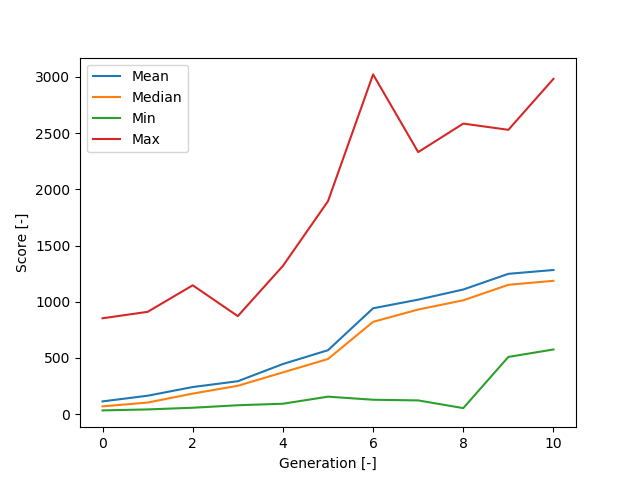 Mean
Median
Min
Max
3000
2500
2000
1500
1000
500
0
Score [-]
0 2 4 6 8 10
Generation [-]